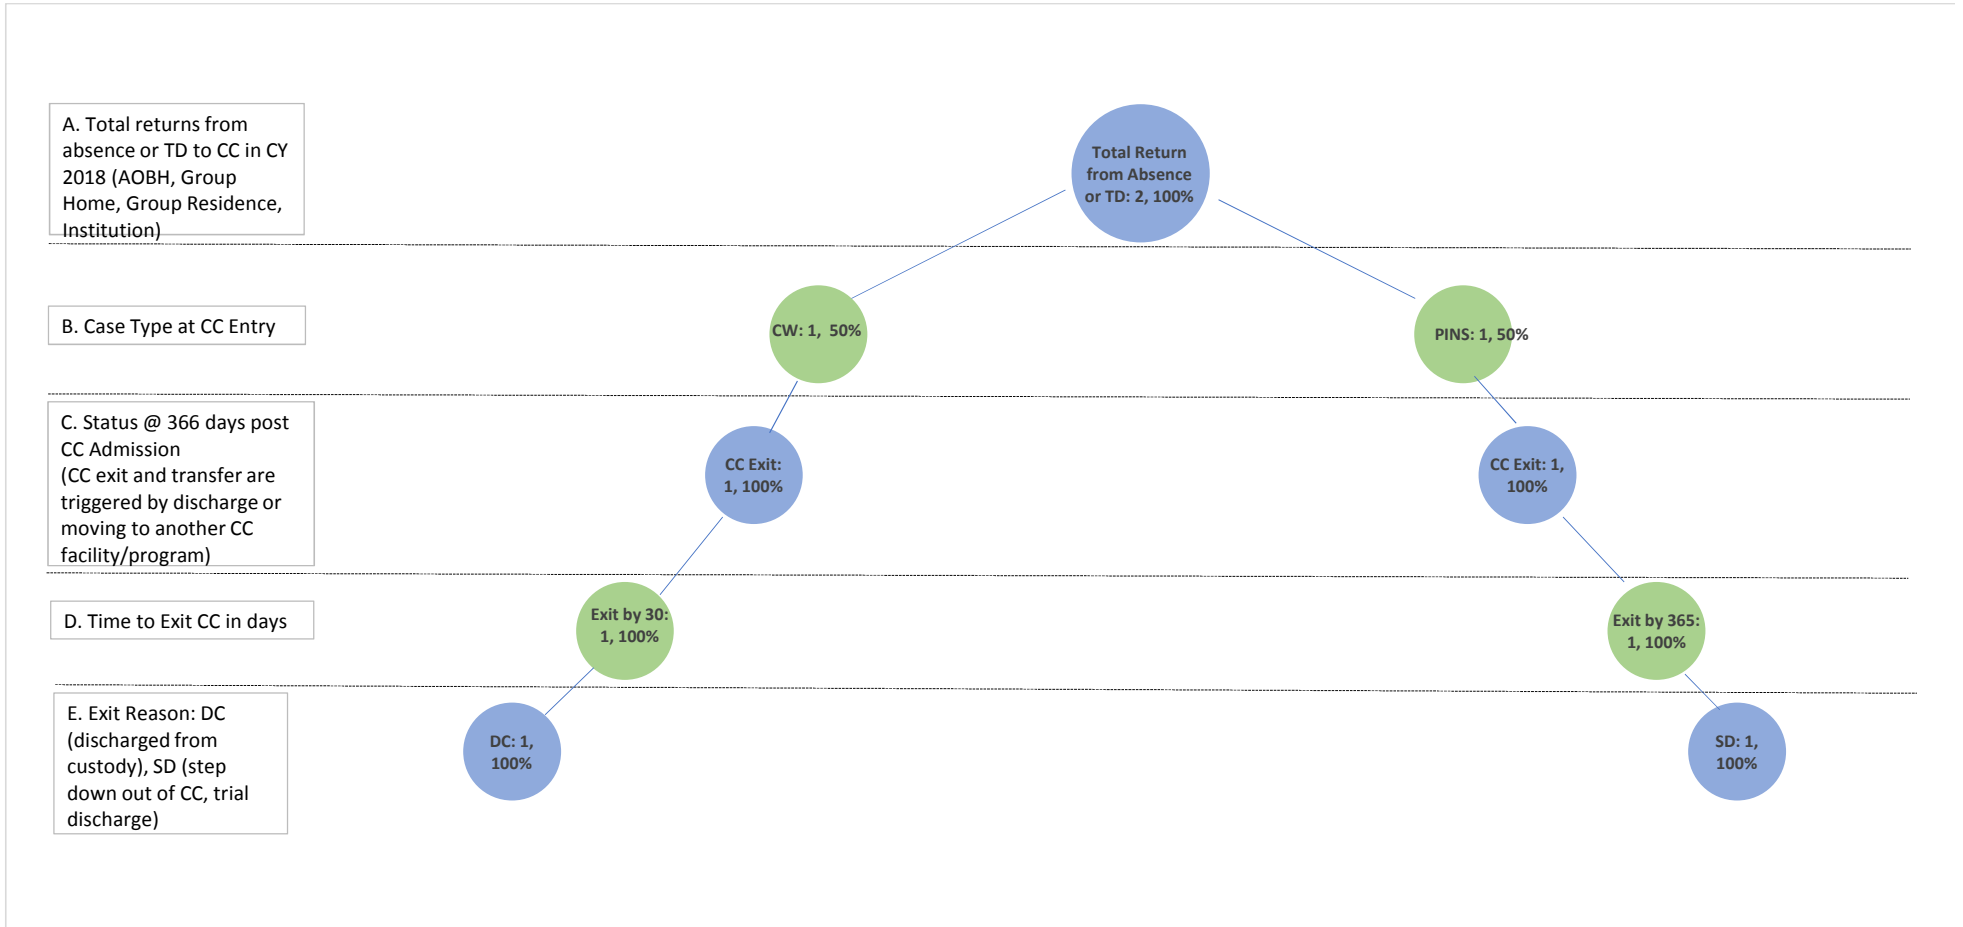 A. Total returns from
absence or TD to CC in CY
2018 (AOBH, Group
Home, Group Residence,
Institution)
Total Return
from Absence
or TD: 2, 100%
B. Case Type at CC Entry
CW: 1, 50%
PINS: 1, 50%
C. Status @ 366 days post
CC Admission
(CC exit and transfer are
triggered by discharge or
moving to another CC
facility/program)
CC Exit:
1, 100%
CC Exit: 1,
100%
D. Time to Exit CC in days
Exit by 30:
1, 100%
Exit by 365:
1, 100%
E. Exit Reason: DC
(discharged from
custody), SD (step
down out of CC, trial
discharge)
DC: 1,
100%
SD: 1,
100%